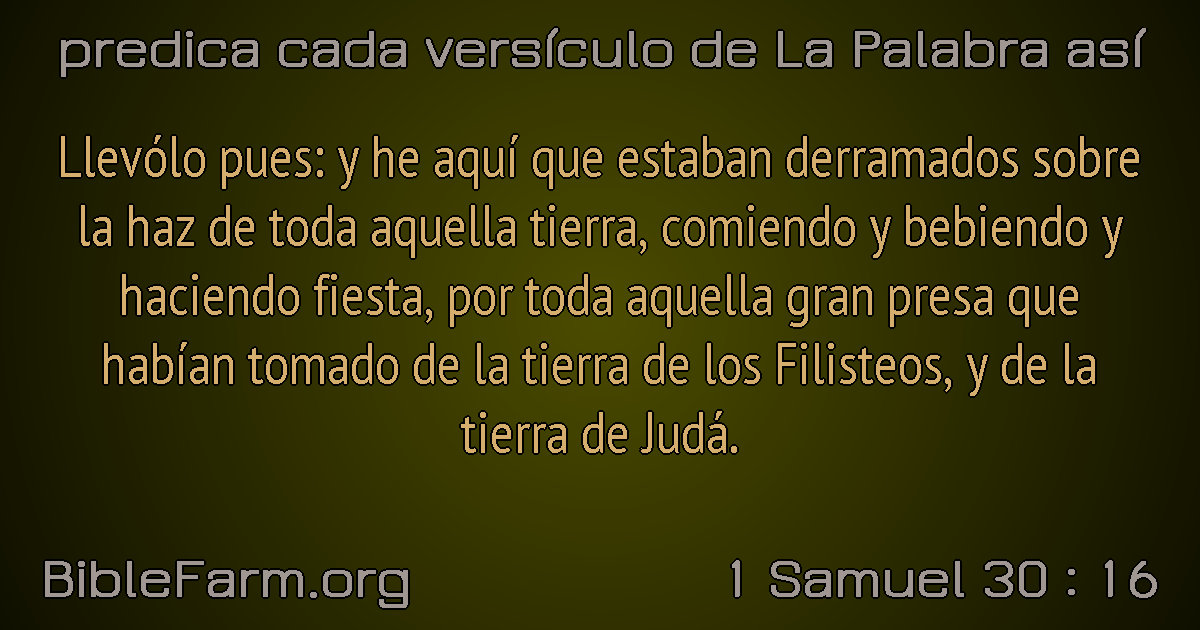 predica cada versículo de La Palabra así
Llevólo pues: y he aquí que estaban derramados sobre
la haz de toda aquella tierra, comiendo y bebiendo y
haciendo fiesta, por toda aquella gran presa que
habían tomado de la tierra de los Filisteos, y de la
tierra de Judá.
BibleFarm.org
1 Samuel 30 : 16